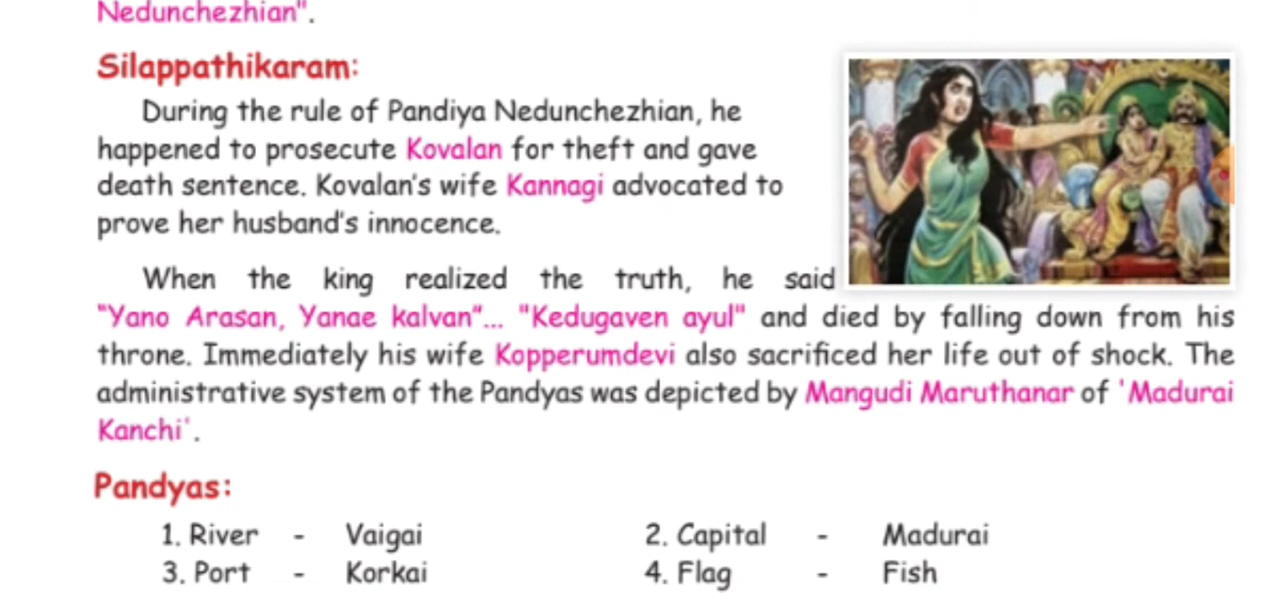 Nedunchezhian".
Silappathikaram:
During the rule of Pandiya Nedunchezhian, he
happened to prosecute Kovalan for theft and gave
death sentence. Kovalan's wife Kannagi advocated to
prove her husband's innocence.
When the king realized the truth, he said
"Yano Arasan, Yanae kalvan"... "Kedugaven ayul" and died by falling down from his
throne. Immediately his wife Kopperumdevi also sacrificed her life out of shock. The
administrative system of the Pandyas was depicted by Mangudi Maruthanar of 'Madurai
Kanchi'.
Pandyas:
1. River - Vaigai 2. Capital - Madurai
3. Port - Korkai 4. Flag - Fish